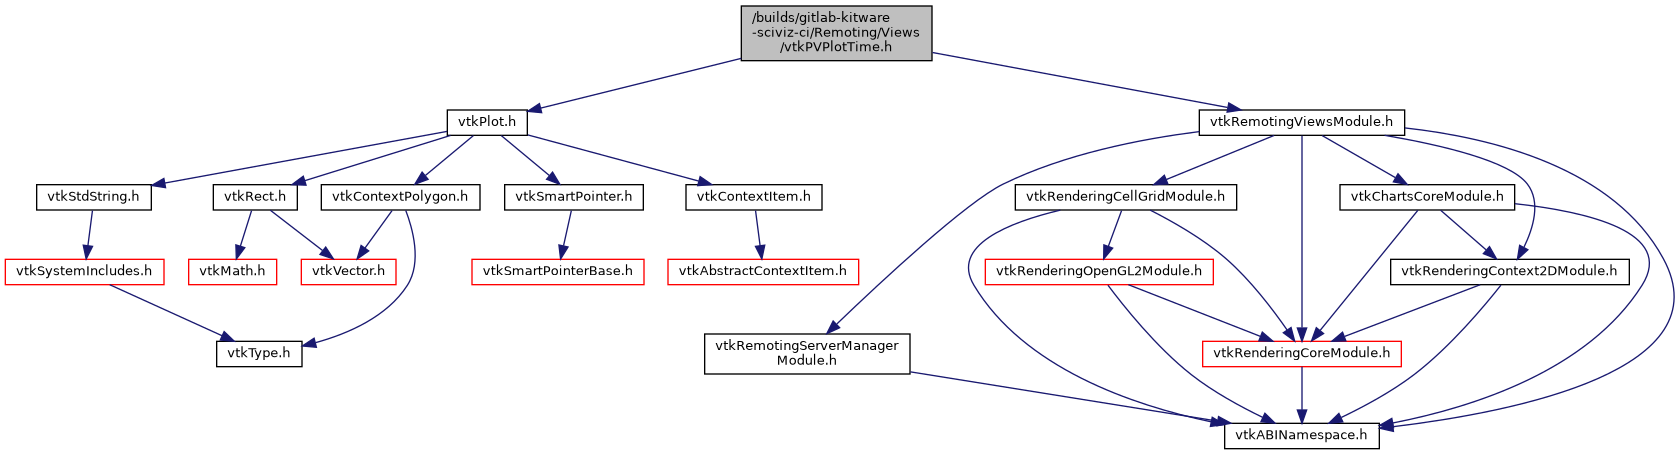 /builds/gitlab-kitware
-sciviz-ci/Remoting/Views
/vtkPVPlotTime.h
vtkPlot.h
vtkRemotingViewsModule.h
vtkStdString.h
vtkRect.h
vtkContextPolygon.h
vtkSmartPointer.h
vtkContextItem.h
vtkRenderingCellGridModule.h
vtkChartsCoreModule.h
vtkSystemIncludes.h
vtkMath.h
vtkVector.h
vtkSmartPointerBase.h
vtkAbstractContextItem.h
vtkRenderingOpenGL2Module.h
vtkRenderingContext2DModule.h
vtkType.h
vtkRemotingServerManager
Module.h
vtkRenderingCoreModule.h
vtkABINamespace.h